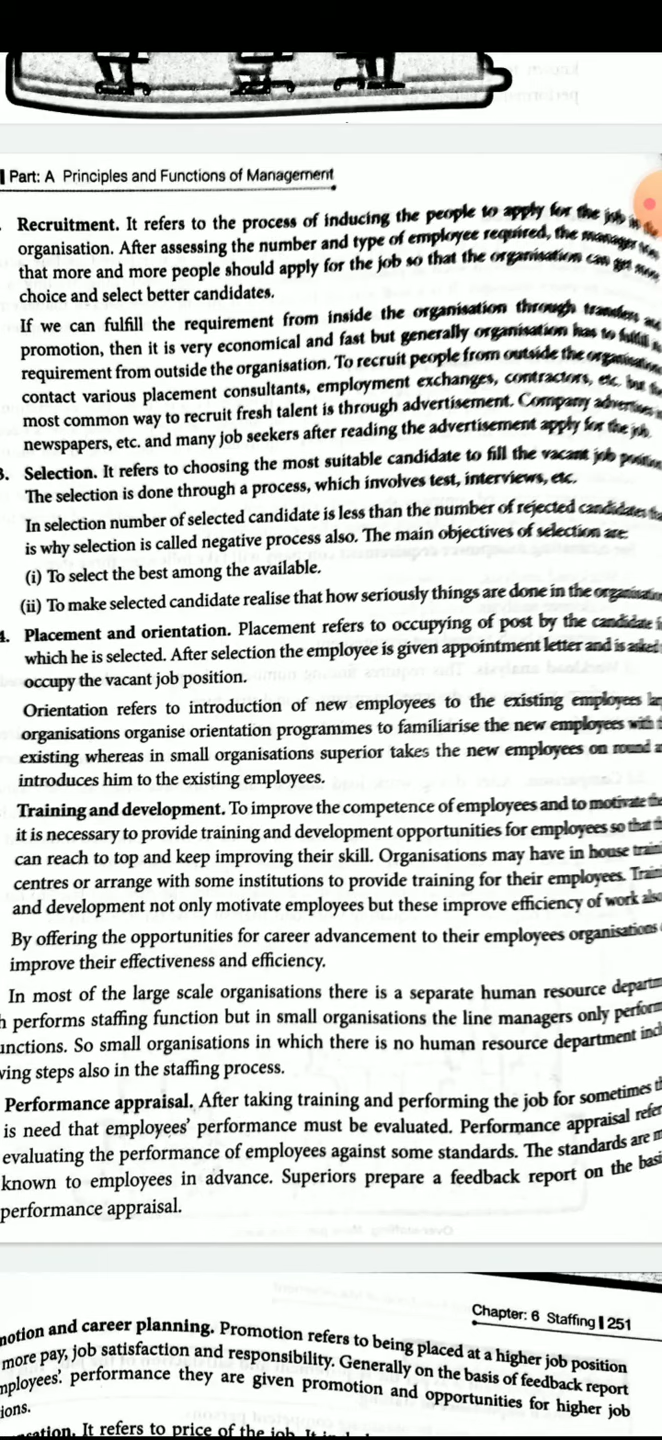 Part: A Principles and Functions of Management
Recruitment. It refers to the process of inducing the people to apply for the job in the
organisation. After assessing the number and type of employee required, the manager
that more and more people should apply for the job so that the organisation can get more
choice and select better candidates.
If we can fulfill the requirement from inside the organisation through transfers and
promotion, then it is very economical and fast but generally organisation has to fulfill
requirement from outside the organisation. To recruit people from outside the organisation
contact various placement consultants, employment exchanges, contractors, etc. but
most common way to recruit fresh talent is through advertisement. Company advertises
newspapers, etc. and many job seekers after reading the advertisement apply for the job.
3. Selection. It refers to choosing the most suitable candidate to fill the vacant job position
The selection is done through a process, which involves test, interviews, etc.
In selection number of selected candidate is less than the number of rejected candidates
is why selection is called negative process also. The main objectives of selection are:
(i) To select the best among the available.
(ii) To make selected candidate realise that how seriously things are done in the organisation
4. Placement and orientation. Placement refers to occupying of post by the candidate
which he is selected. After selection the employee is given appointment letter and is asked
occupy the vacant job position.
Orientation refers to introduction of new employees to the existing employees
organisations organise orientation programmes to familiarise the new employees with
existing whereas in small organisations superior takes the new employees on round
introduces him to the existing employees.
Training and development. To improve the competence of employees and to motivate
it is necessary to provide training and development opportunities for employees so that
can reach to top and keep improving their skill. Organisations may have in house
centres or arrange with some institutions to provide training for their employees.
and development not only motivate employees but these improve efficiency of work also
By offering the opportunities for career advancement to their employees organisations
improve their effectiveness and efficiency.
In most of the large scale organisations there is a separate human resource
performs staffing function but in small organisations the line managers only
unctions. So small organisations in which there is no human resource department
ving steps also in the staffing process.
Performance appraisal. After taking training and performing the job for sometimes
is need that employees' performance must be evaluated. Performance appraisal
evaluating the performance of employees against some standards. The standards are
known to employees in advance. Superiors prepare a feedback report on the
performance appraisal.
Chapter: 6 Staffing 251
motion and career planning. Promotion refers to being placed at a higher job position
more pay, job satisfaction and responsibility. Generally on the basis of feedback report
mployees' performance they are given promotion and opportunities for higher job
ions.
It refers to price of the job.